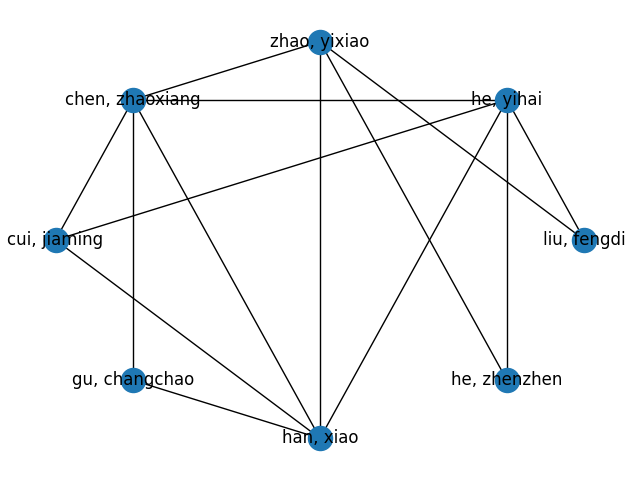 zhao, yixiao
chen, zhaoxiang
he, yihai
cui, jiaming
liu, fengdi
gu, changchao
he, zhenzhen
han, xiao